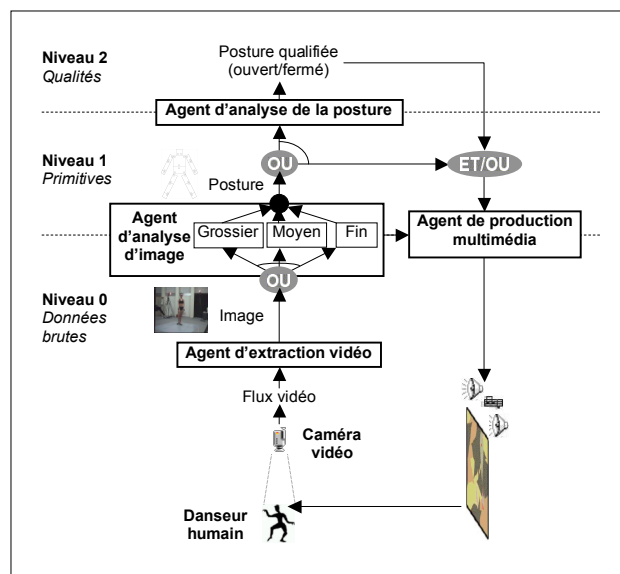 Niveau 2
Qualités
Posture qualifiée
(ouvert/fermé)
Agent d'analyse de la posture
Niveau 1
Primitives
OU
ET/OU
Posture
Agent
d'analyse
d'image
Grossier
Moyen
Fin
Agent de production
multimédia
OU
Niveau 0
Données
brutes
Image
Agent d'extraction vidéo
Flux vidéo
Caméra
vidéo
Danseur
humain